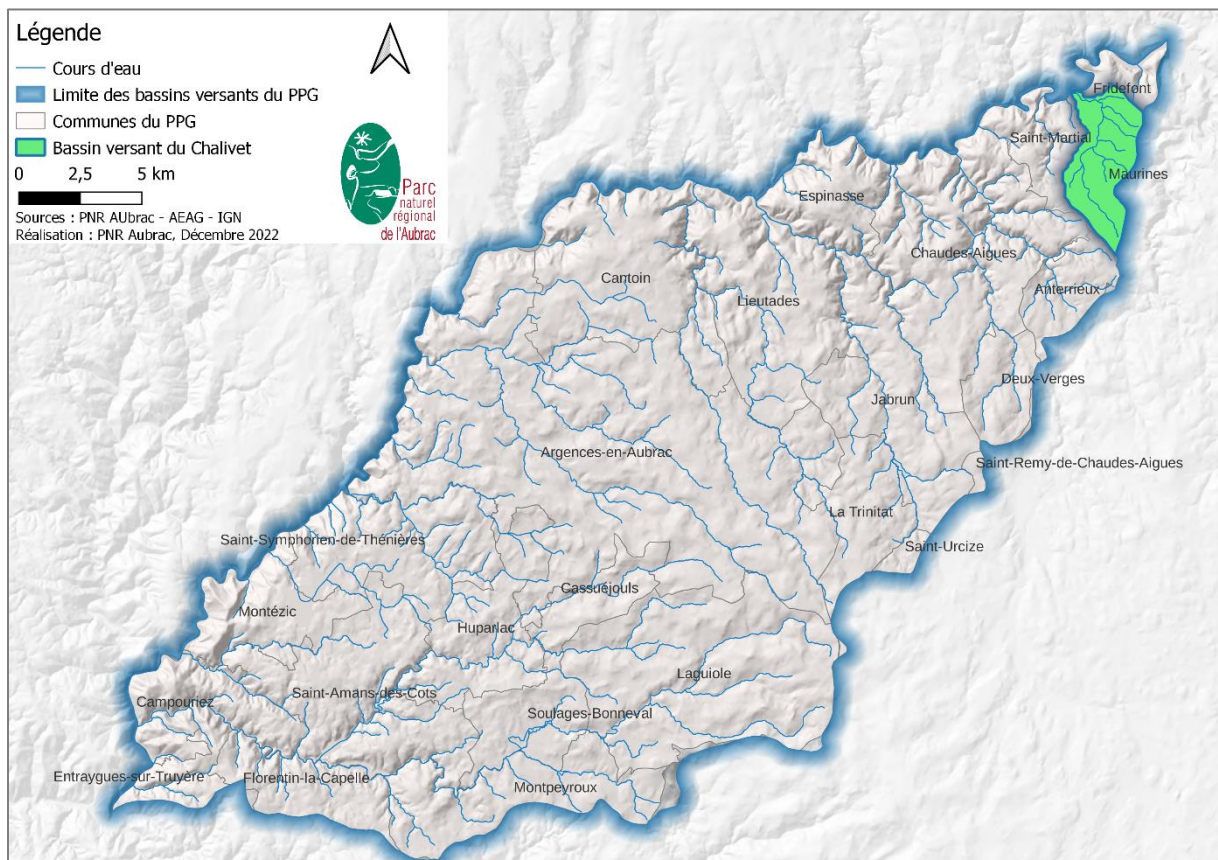 Légende
Cours d'eau
Limite des bassins versants du PPG
Communes du PPG
Bassin versant du Chalivet
0 2,5 5 km
Sources : PNR AUbrac - AEAG - IGN
Réalisation : PNR Aubrac, Décembre 2022
Parc
naturel
régional
de l'Aubrac
Fridefont
Saint-Martial
Maurines
Espinasse
Chaudes-Aigues
Cantoin
Lieutades
Anterrieux
Deux-Verges
Jabrun
Argences-en-Aubrac
Saint-Remy-de-Chaudes-Aigues
La Trinitat
Saint-Symphorien-de-Thénières
Saint-Urcize
Cassuéjouls
Montézic
Huparlac
Laguiole
Saint-Amans-des-Cots
Campouriez
Soulages-Bonneval
Entraygues-sur-Truyère
Florentin-la-Capelle
Montpeyroux